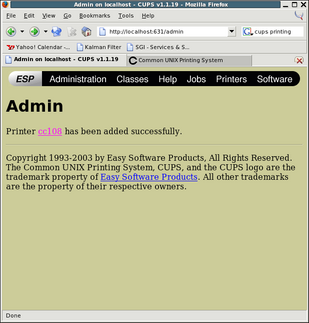 Admin on localhost - CUPS v1.1.19 - Mozilla Firefox
File Edit View Go Bookmarks Tools Help
http://localhost:631/admin cups printing
Yahoo! Calendar -... Kalman Filter SGI - Services & S...
Admin on localhost - CUPS v1.1.19 Common UNIX Printing System
ESP Administration Classes Help Jobs Printers Software
Admin
Printer cc108 has been added successfully.
Copyright 1993-2003 by Easy Software Products, All Rights Reserved.
The Common UNIX Printing System, CUPS, and the CUPS logo are the
trademark property of Easy Software Products. All other trademarks
are the property of their respective owners.
Done